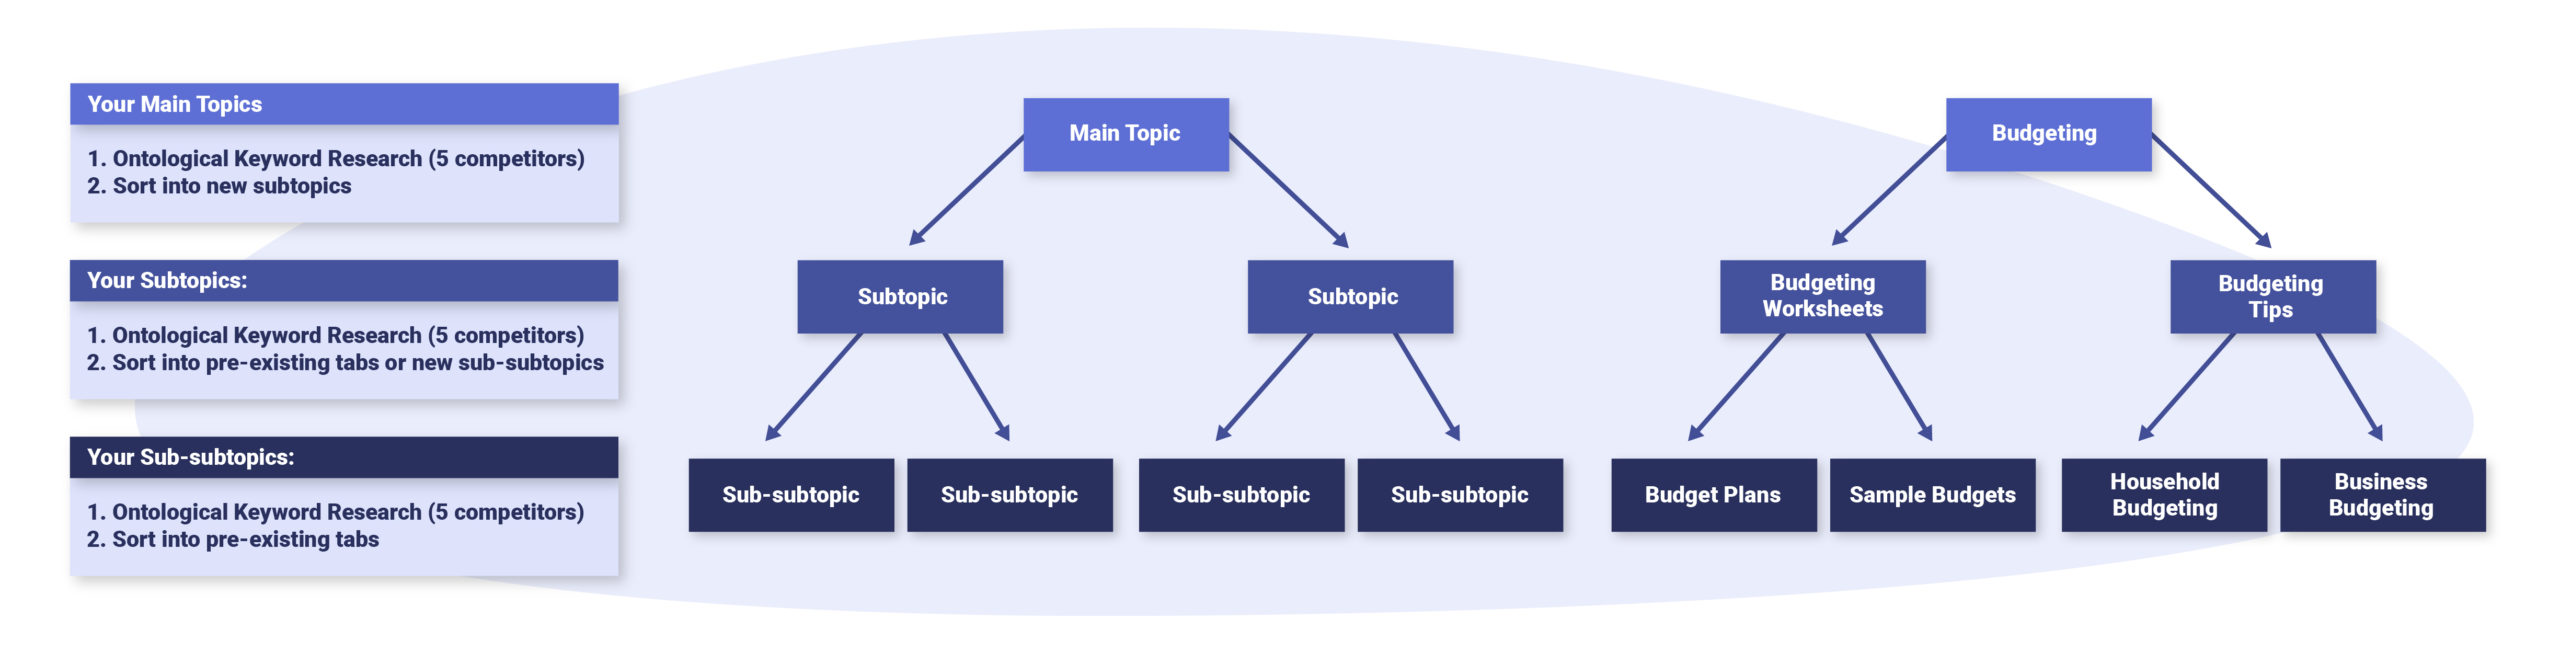 Your Main Topics
1. Ontological Keyword Research (5 competitors)
2. Sort into new subtopics
Your Subtopics:
1. Ontological Keyword Research (5 competitors)
2. Sort into pre-existing tabs or new sub-subtopics
Your Sub-subtopics:
1. Ontological Keyword Research (5 competitors)
2. Sort into pre-existing tabs
Main Topic
Subtopic
Subtopic
Sub-subtopic
Sub-subtopic
Sub-subtopic
Sub-subtopic
Budgeting
Budgeting
Worksheets
Budgeting
Tips
Budget Plans
Sample Budgets
Household
Budgeting
Business
Budgeting